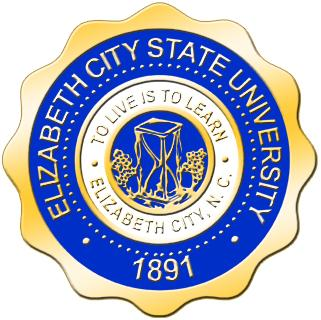 ELIZABETH CITY STATE UNIVERSITY
1891
TO LIVE IS TO LEARN
ELIZABETH CITY, N.C.